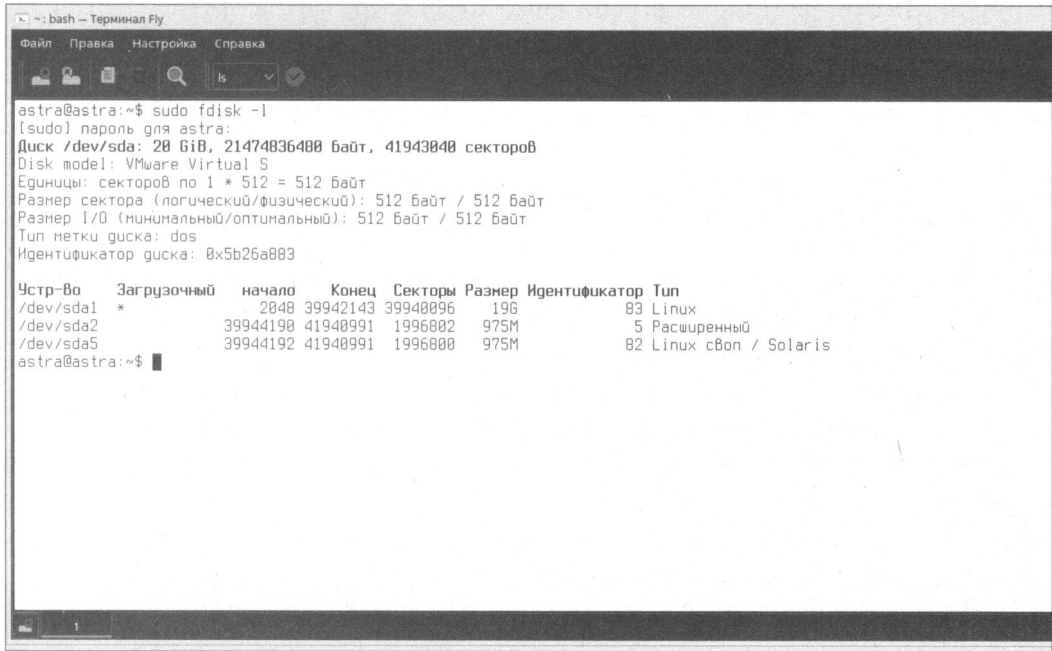 ~ : bash — Терминал Fly
Файл Правка Настройка Справка
ls
astra@astra:~$ sudo fdisk -l
[sudo] пароль для astra:
Диск /dev/sda: 20 GiB, 21474836480 байт, 41943040 секторов
Disk model: VMware Virtual S
Единицы: секторов по 1 * 512 = 512 байт
Размер сектора (логический/физический): 512 байт / 512 байт
Размер I/O (минимальный/оптимальный): 512 байт / 512 байт
Тип метки диска: dos
Идентификатор диска: 0x5b26a883
Устр-во Загрузочный начало Конец Секторы Размер Идентификатор Тип
/dev/sda1 * 2048 39942143 39940096 19G 83 Linux
/dev/sda2 39944190 41940991 1996802 975M 5 Расширенный
/dev/sda5 39944192 41940991 1996800 975M 82 Linux своп / Solaris
astra@astra:~$
1